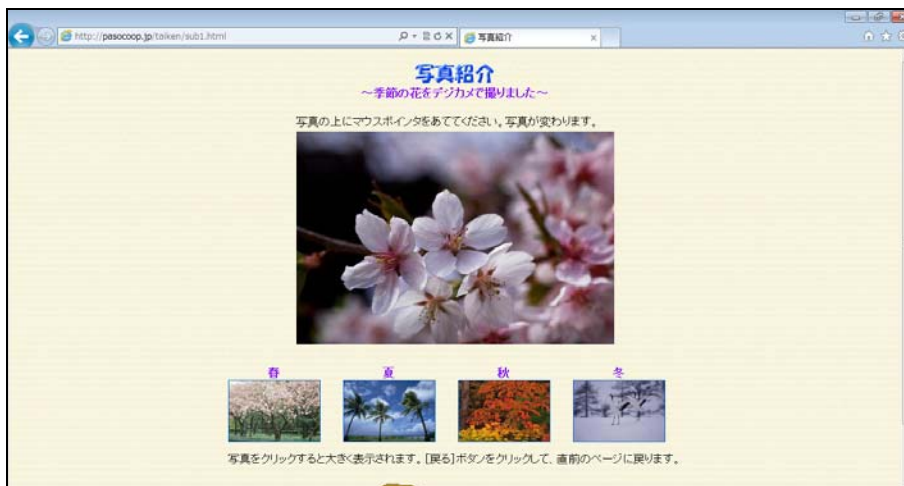 http://pasocoop.jp/taiken/sub1.html
写真紹介
写真紹介
～季節の花をデジカメで撮りました～
写真の上にマウスポインタをあててください。写真が変わります。
春 夏 秋 冬
写真をクリックすると大きく表示されます。[戻る]ボタンをクリックして、直前のページに戻ります。